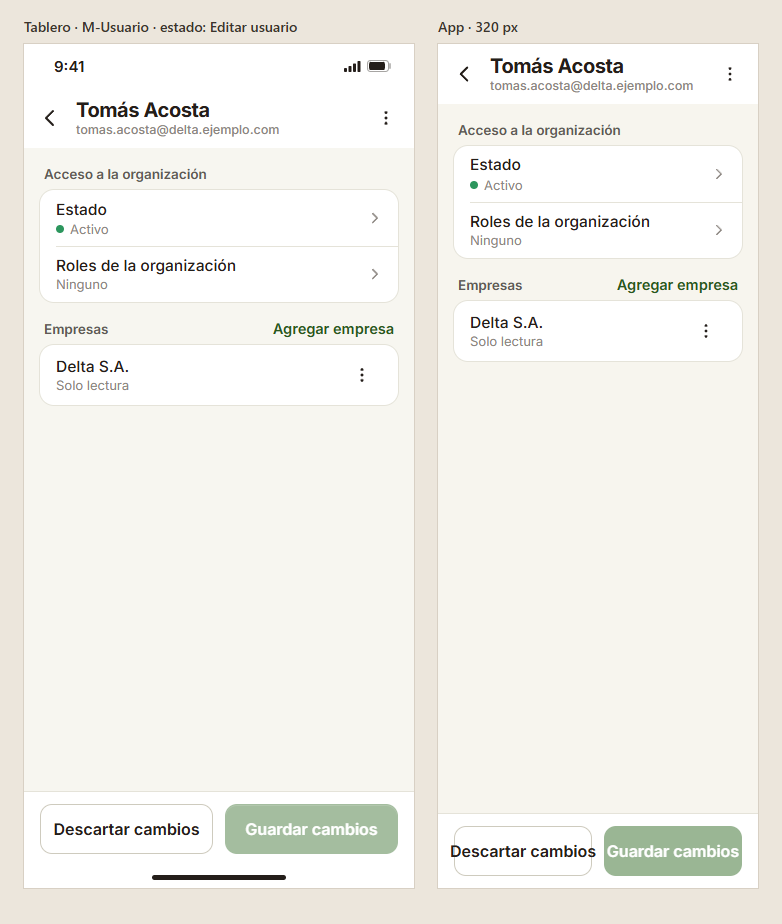 Tablero · M-Usuario · estado: Editar usuario
9:41
Tomás Acosta
tomas.acosta@delta.ejemplo.com
Acceso a la organización
Estado
Activo
Roles de la organización
Ninguno
Empresas Agregar empresa
Delta S.A.
Solo lectura
Descartar cambios Guardar cambios
App · 320 px
Tomás Acosta
tomas.acosta@delta.ejemplo.com
Acceso a la organización
Estado
Activo
Roles de la organización
Ninguno
Empresas Agregar empresa
Delta S.A.
Solo lectura
Descartar cambios Guardar cambios